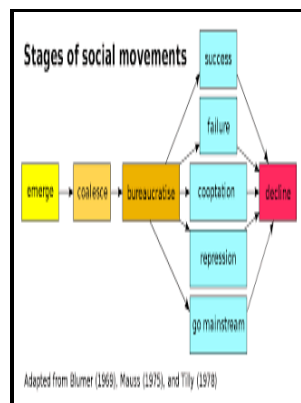 Stages of social movements
success
failure
emerge
coalesce
bureaucratise
cooptation
decline
repression
go mainstream
Adapted from Blumer (1969), Mauss (1975), and Tilly (1978)